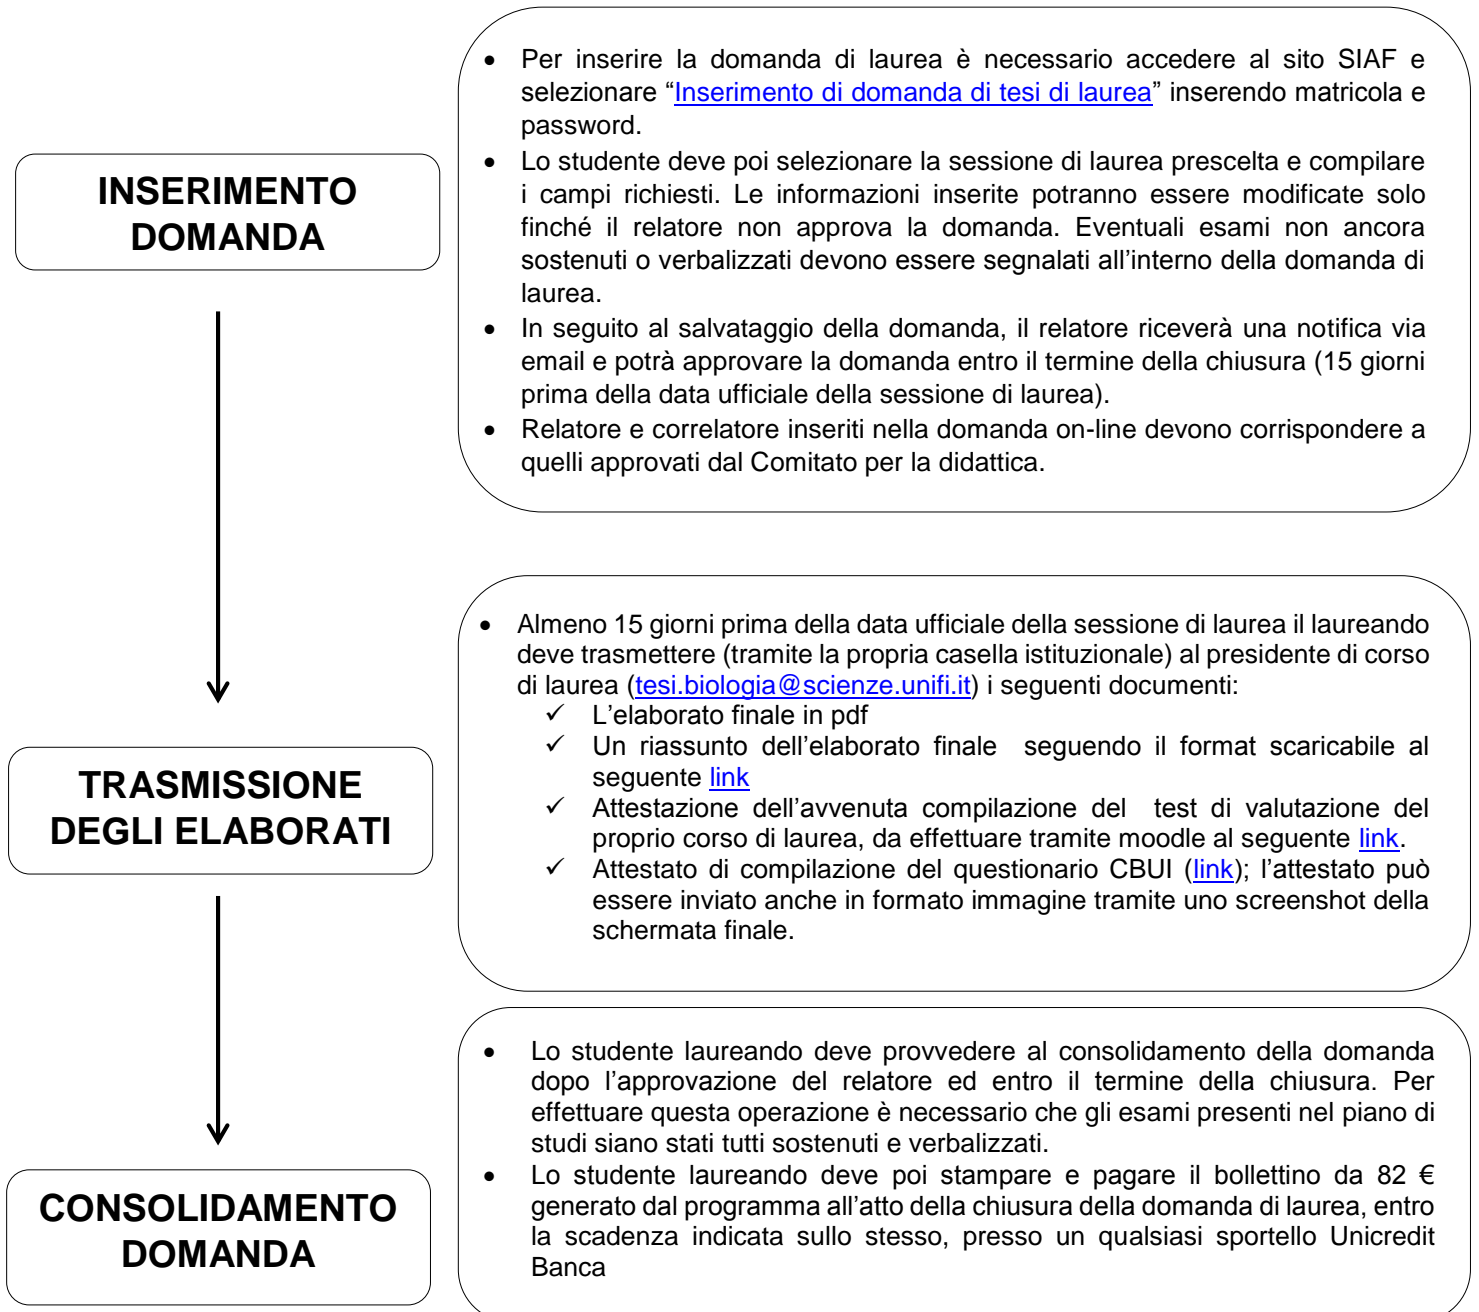 INSERIMENTO
DOMANDA
• Per inserire la domanda di laurea è necessario accedere al sito SIAF e
selezionare “Inserimento di domanda di tesi di laurea” inserendo matricola e
password.
• Lo studente deve poi selezionare la sessione di laurea prescelta e compilare
i campi richiesti. Le informazioni inserite potranno essere modificate solo
finché il relatore non approva la domanda. Eventuali esami non ancora
sostenuti o verbalizzati devono essere segnalati all’interno della domanda di
laurea.
• In seguito al salvataggio della domanda, il relatore riceverà una notifica via
email e potrà approvare la domanda entro il termine della chiusura (15 giorni
prima della data ufficiale della sessione di laurea).
• Relatore e correlatore inseriti nella domanda on-line devono corrispondere a
quelli approvati dal Comitato per la didattica.
TRASMISSIONE
DEGLI ELABORATI
• Almeno 15 giorni prima della data ufficiale della sessione di laurea il laureando
deve trasmettere (tramite la propria casella istituzionale) al presidente di corso
di laurea (tesi.biologia@scienze.unifi.it) i seguenti documenti:
✓ L’elaborato finale in pdf
✓ Un riassunto dell’elaborato finale seguendo il format scaricabile al
seguente link
✓ Attestazione dell’avvenuta compilazione del test di valutazione del
proprio corso di laurea, da effettuare tramite moodle al seguente link.
✓ Attestato di compilazione del questionario CBUI (link); l’attestato può
essere inviato anche in formato immagine tramite uno screenshot della
schermata finale.
CONSOLIDAMENTO
DOMANDA
• Lo studente laureando deve provvedere al consolidamento della domanda
dopo l’approvazione del relatore ed entro il termine della chiusura. Per
effettuare questa operazione è necessario che gli esami presenti nel piano di
studi siano stati tutti sostenuti e verbalizzati.
• Lo studente laureando deve poi stampare e pagare il bollettino da 82 €
generato dal programma all’atto della chiusura della domanda di laurea, entro
la scadenza indicata sullo stesso, presso un qualsiasi sportello Unicredit
Banca